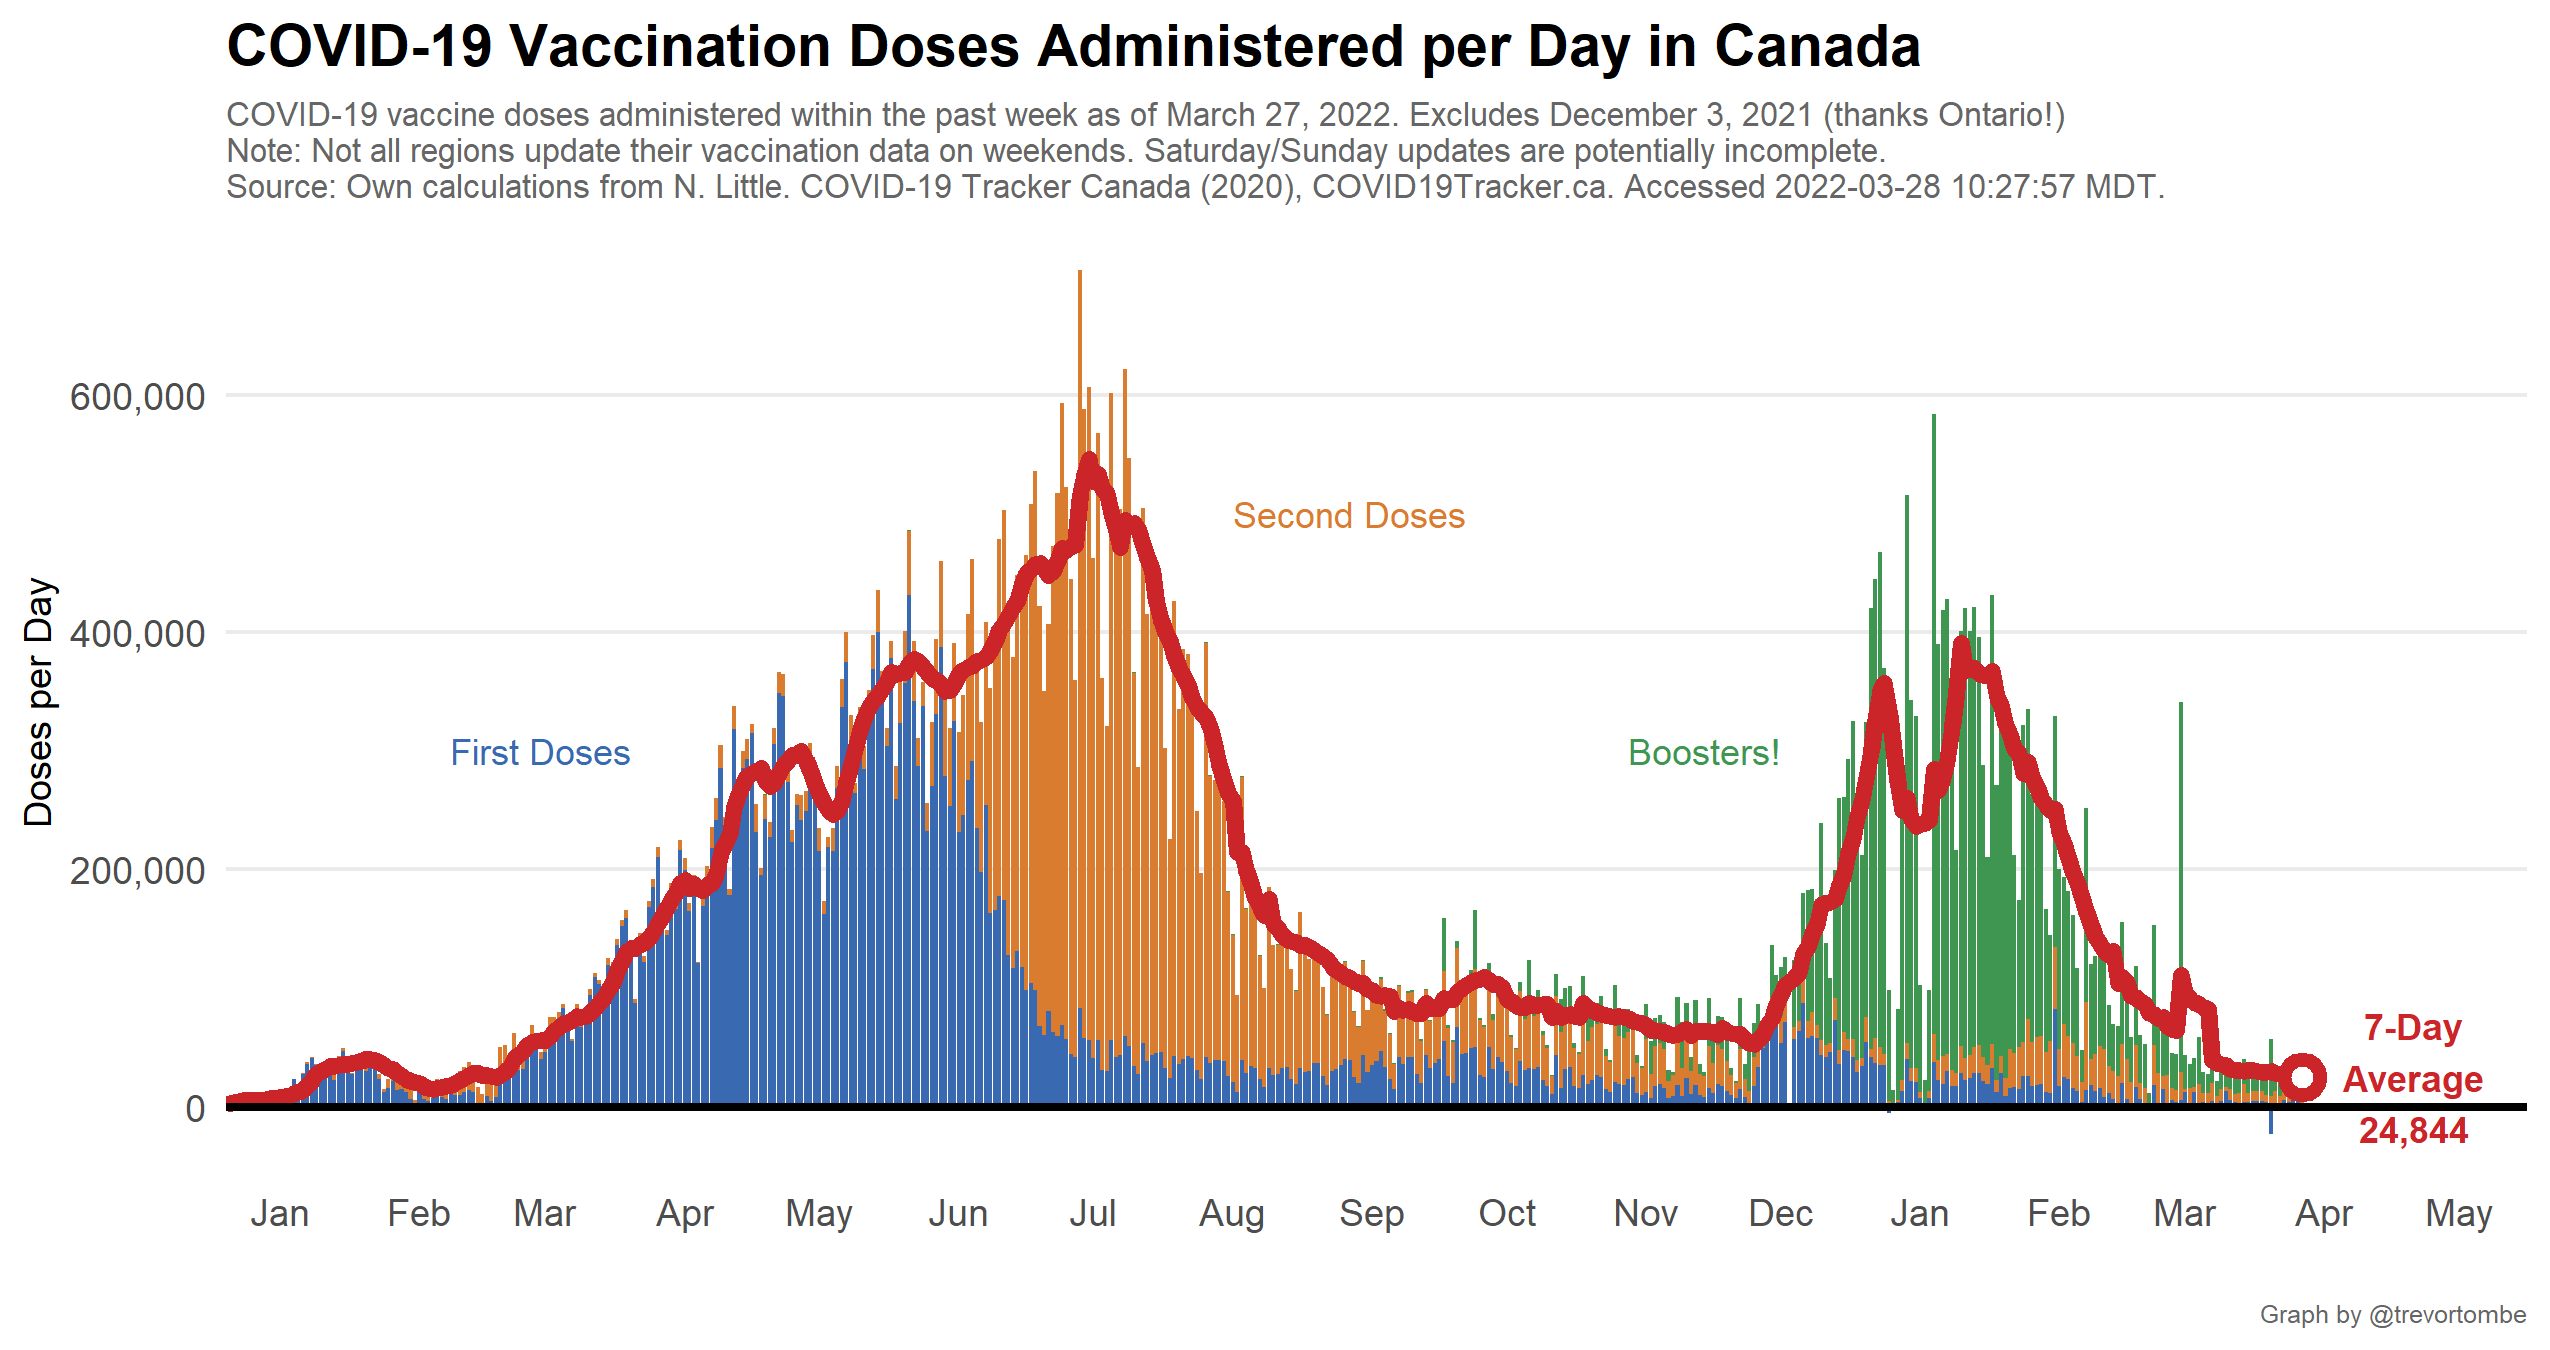 COVID-19 Vaccination Doses Administered per Day in Canada
COVID-19 vaccine doses administered within the past week as of March 27, 2022. Excludes December 3, 2021 (thanks Ontario!)
Note: Not all regions update their vaccination data on weekends. Saturday/Sunday updates are potentially incomplete.
Source: Own calculations from N. Little. COVID-19 Tracker Canada (2020), COVID19Tracker.ca. Accessed 2022-03-28 10:27:57 MDT.
Doses per Day
600,000
400,000
200,000
0
First Doses
Second Doses
Boosters!
7-Day
Average
24,844
Jan Feb Mar Apr May Jun Jul Aug Sep Oct Nov Dec Jan Feb Mar Apr May
Graph by @trevortombe